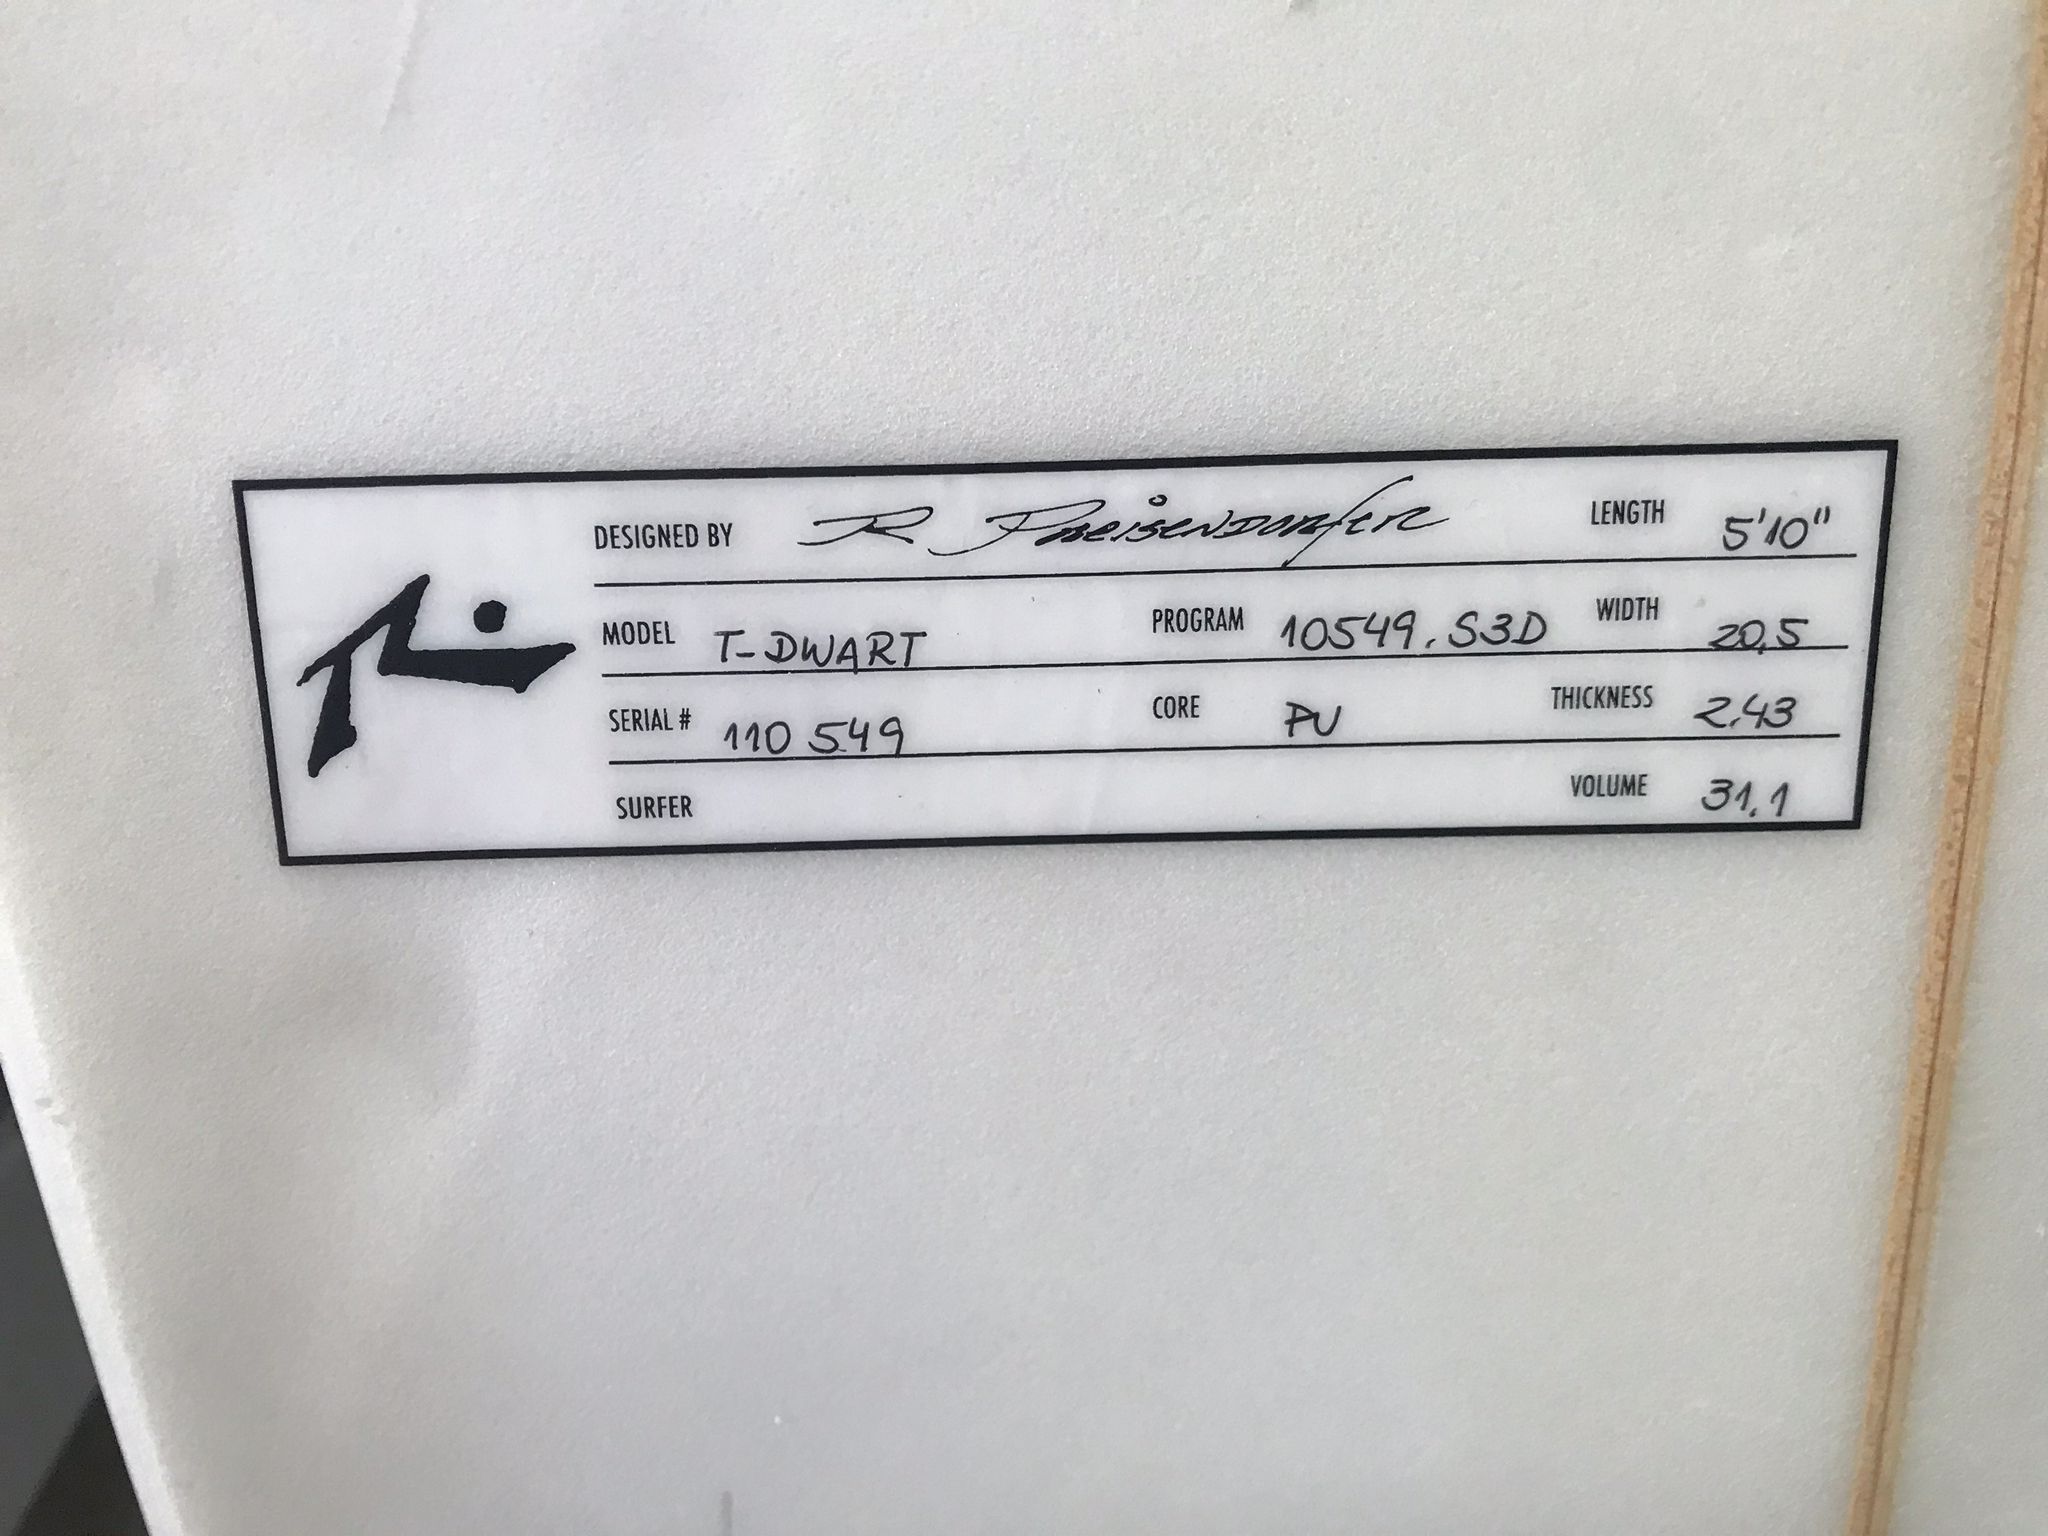 DESIGNED BY R Preisendorfer LENGTH 5'10"
MODEL T-DWART PROGRAM 10549.S3D WIDTH 20,5
SERIAL # 110 549 CORE PU THICKNESS 2.43
SURFER VOLUME 31,1